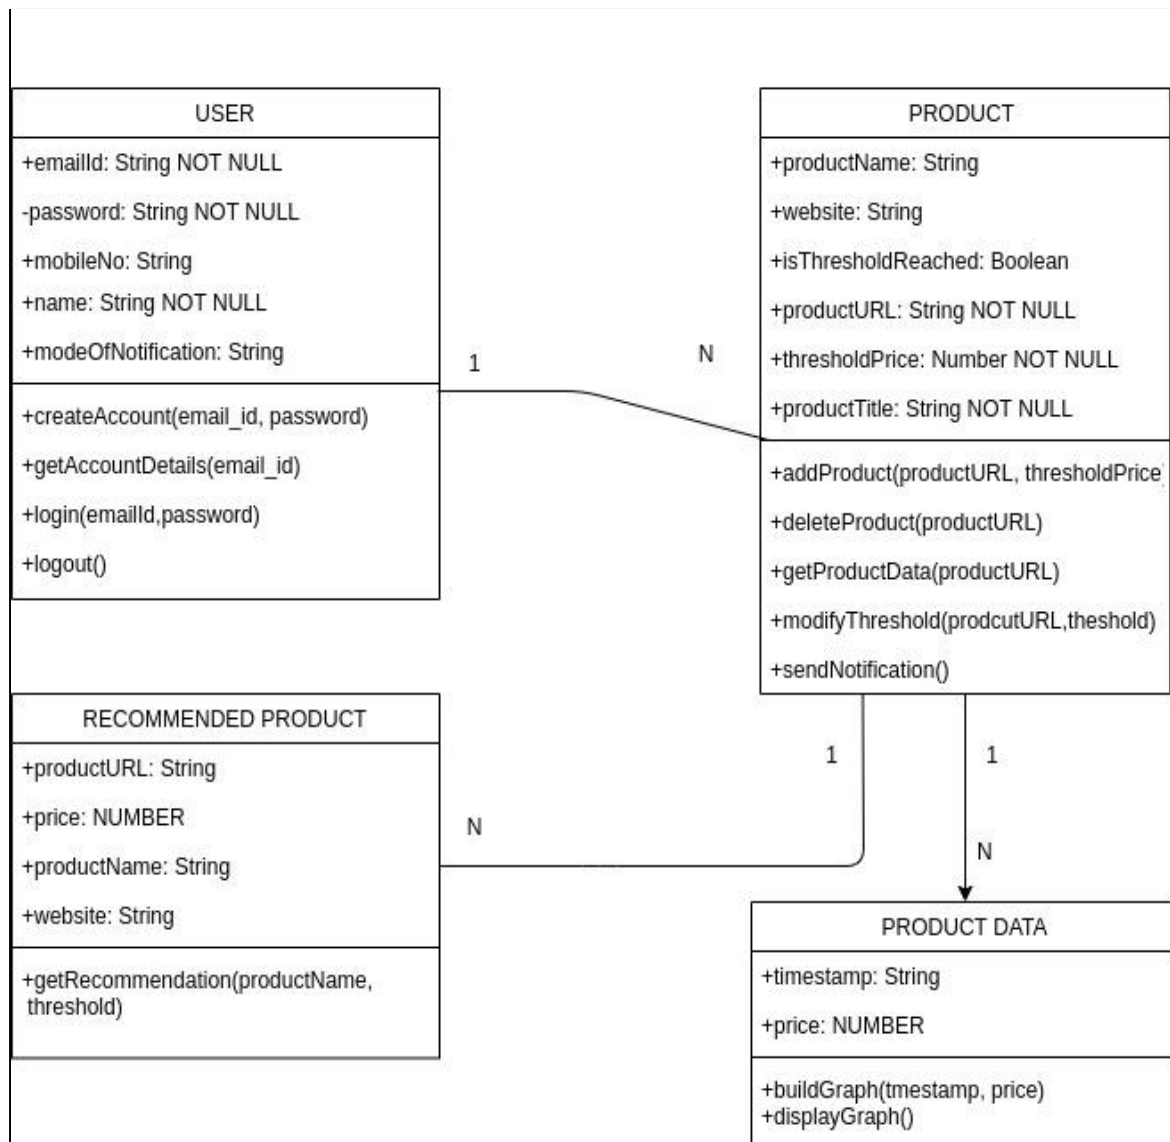 USER
+emailId: String NOT NULL
-password: String NOT NULL
+mobileNo: String
+name: String NOT NULL
+modeOfNotification: String
+createAccount(email_id, password)
+getAccountDetails(email_id)
+login(emailId,password)
+logout()
1
N
PRODUCT
+productName: String
+website: String
+isThresholdReached: Boolean
+productURL: String NOT NULL
+thresholdPrice: Number NOT NULL
+productTitle: String NOT NULL
+addProduct(productURL, thresholdPrice)
+deleteProduct(productURL)
+getProductData(productURL)
+modifyThreshold(prodcutURL,theshold)
+sendNotification()
RECOMMENDED PRODUCT
+productURL: String
+price: NUMBER
+productName: String
+website: String
+getRecommendation(productName,
threshold)
N
1
1
N
PRODUCT DATA
+timestamp: String
+price: NUMBER
+buildGraph(tmestamp, price)
+displayGraph()